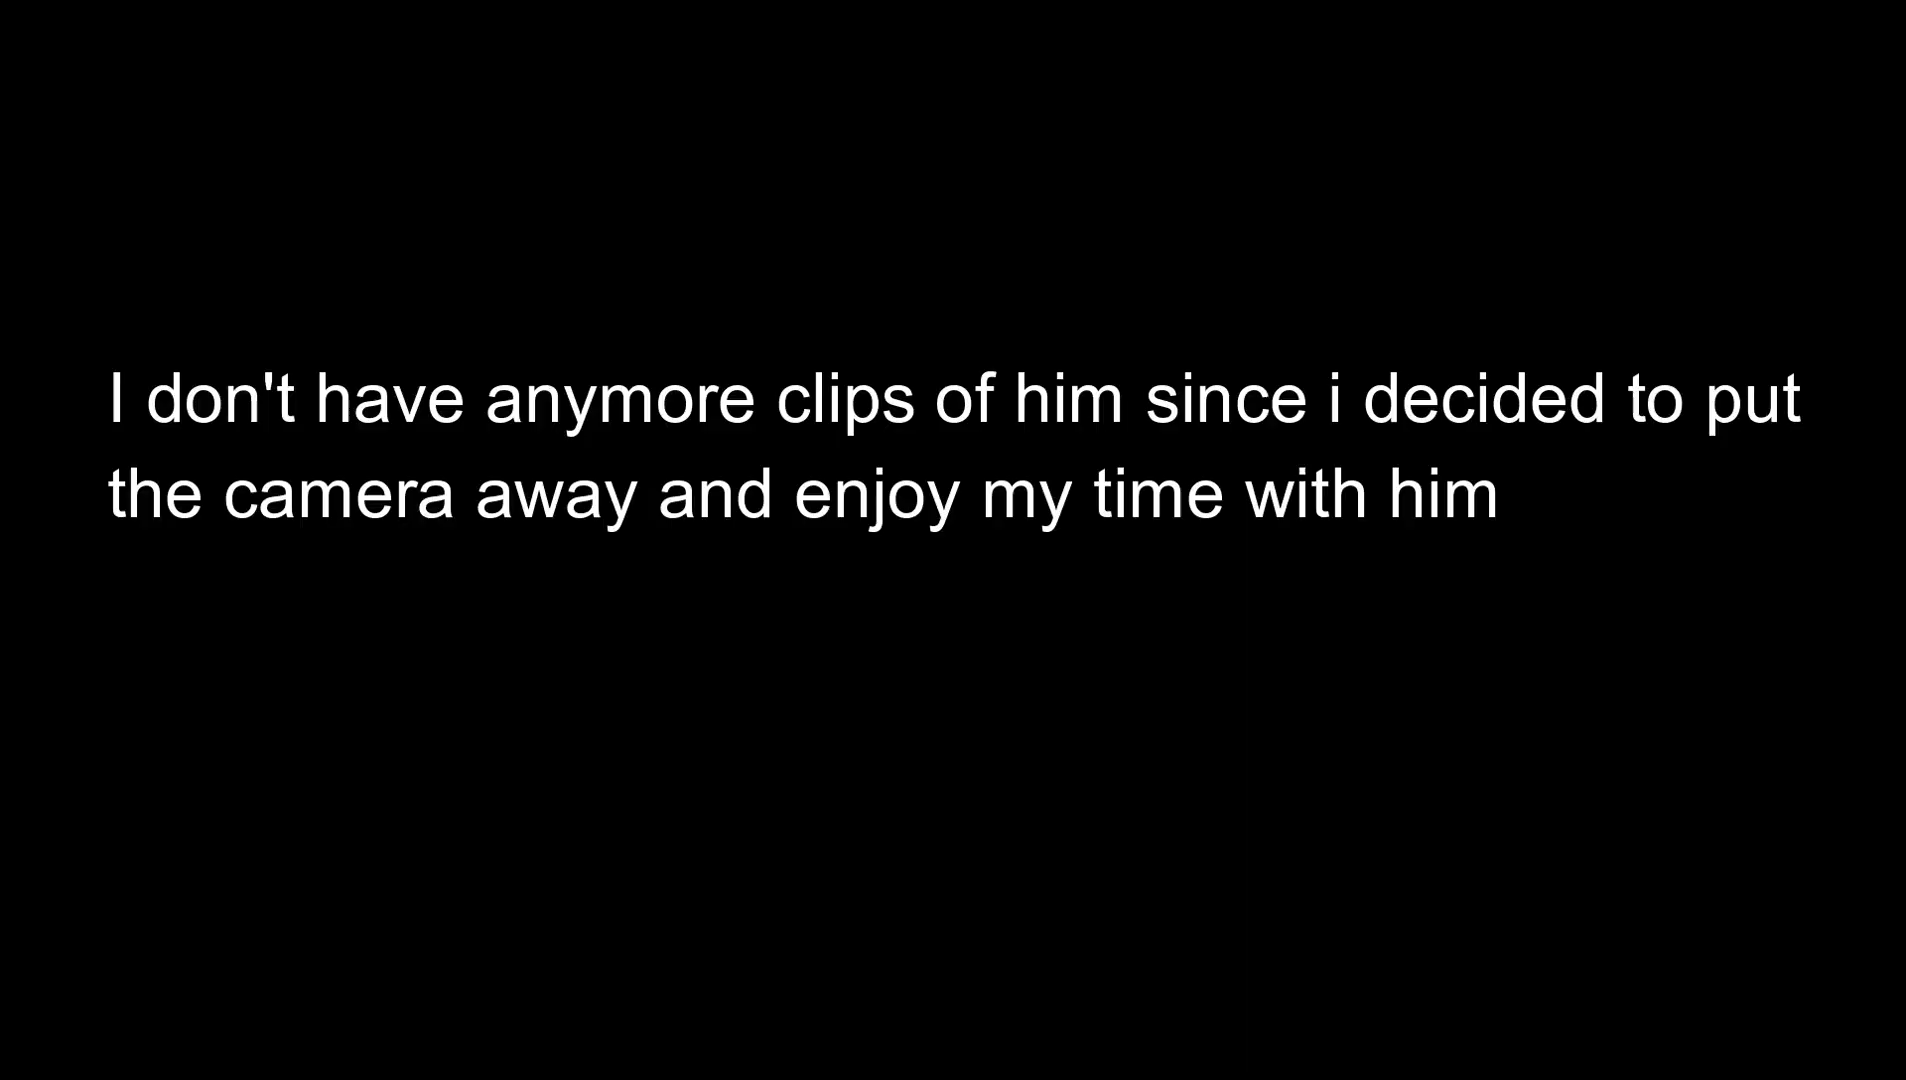 I don't have anymore clips of him since i decided to put
the camera away and enjoy my time with him